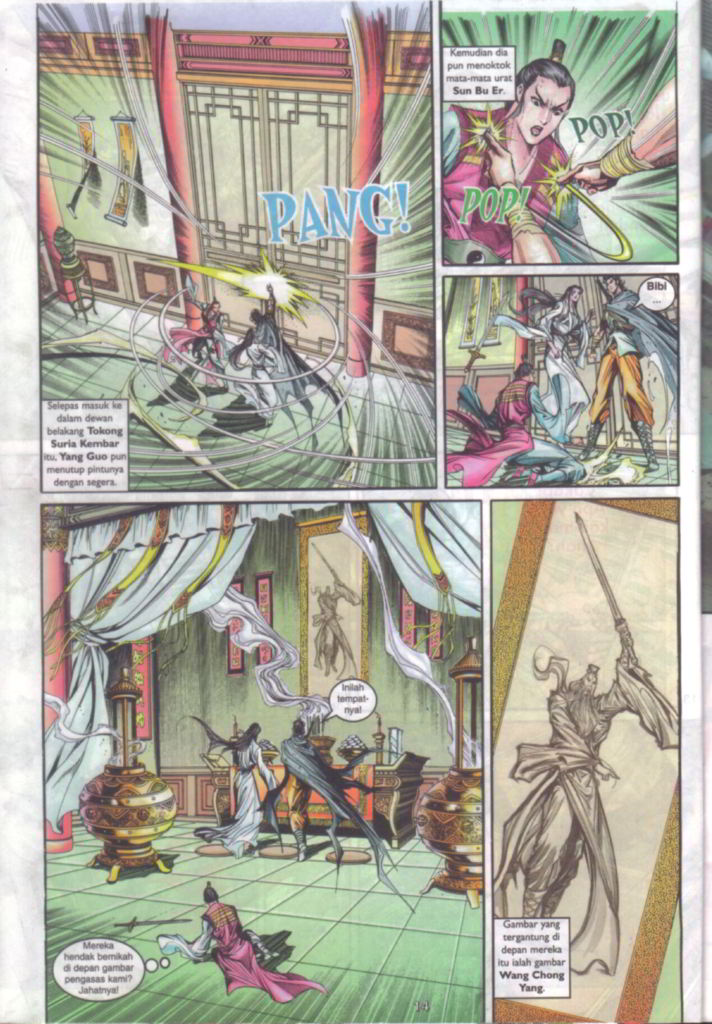 PANG!
Selepas masuk ke
dalam dewan
belakang Tokong
Suria Kembar
itu, Yang Guo pun
menutup pintunya
dengan segera.
Kemudian dia
pun menoktok
mata-mata urat
Sun Bu Er.
POP!
POP!
Bibi
...
Inilah
tempat-
nya!
Mereka
hendak bernikah
di depan gambar
pengasas kami?
Jahatnya!
Gambar yang
tergantung di
depan mereka
itu ialah gambar
Wang Chong
Yang.
14